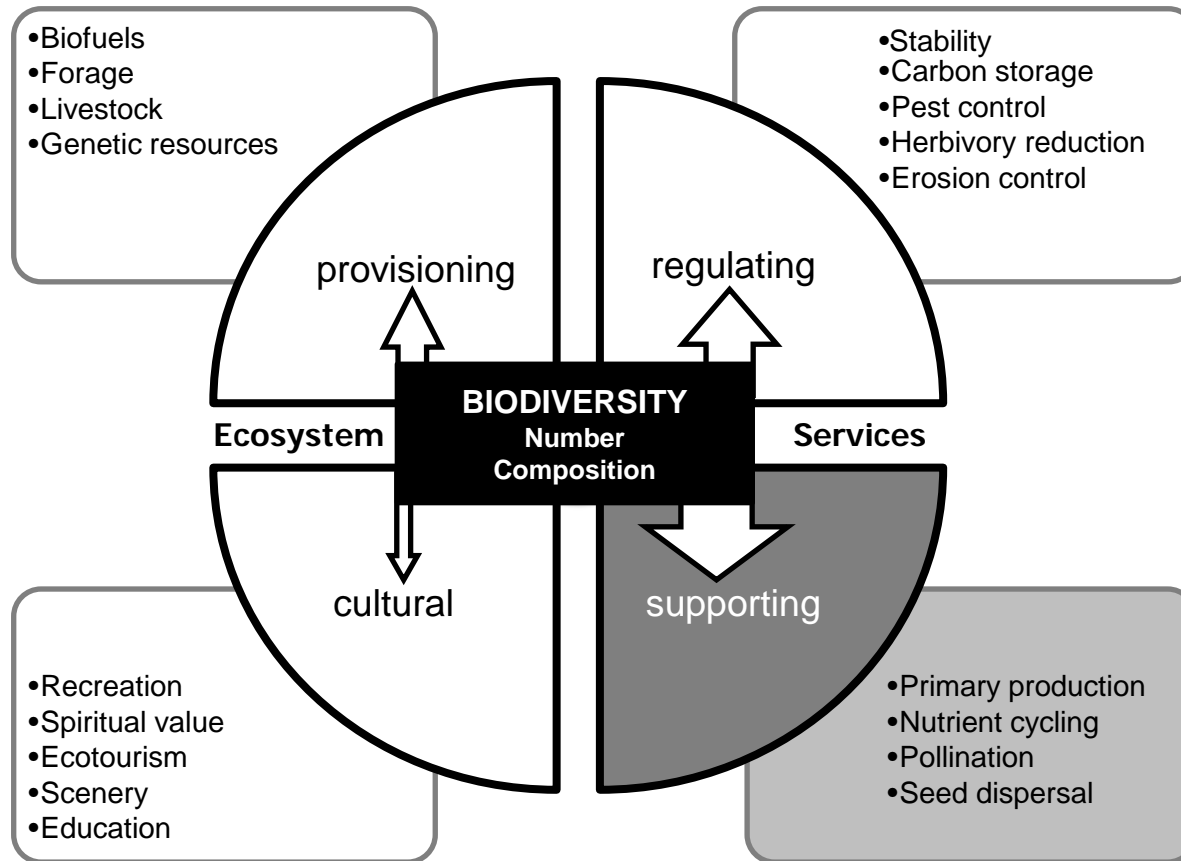 •Biofuels
•Forage
•Livestock
•Genetic resources
•Stability
•Carbon storage
•Pest control
•Herbivory reduction
•Erosion control
provisioning
regulating
Ecosystem
BIODIVERSITY
Number
Composition
Services
cultural
supporting
•Recreation
•Spiritual value
•Ecotourism
•Scenery
•Education
•Primary production
•Nutrient cycling
•Pollination
•Seed dispersal